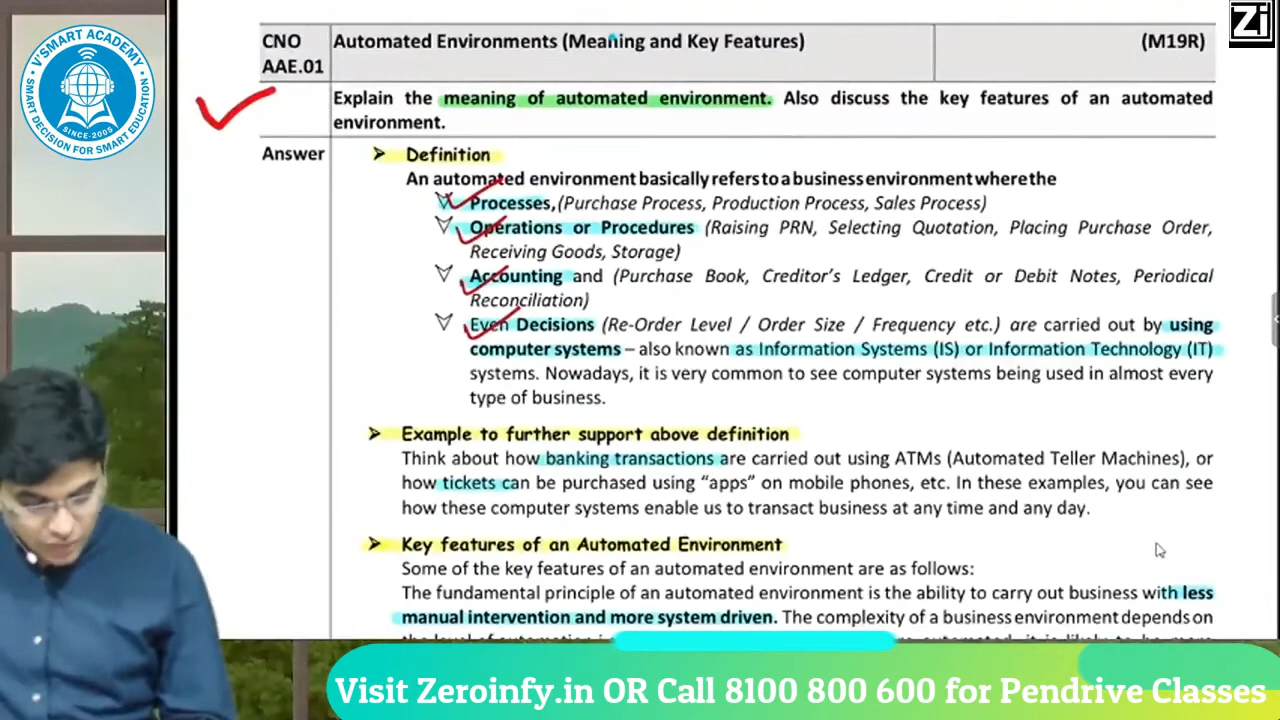 V'SMART ACADEMY
SINCE-2005
SMART DECISION FOR SMART EDUCATION
Zi
CNO AAE.01
Automated Environments (Meaning and Key Features)
(M19R)
Explain the meaning of automated environment. Also discuss the key features of an automated
environment.
Answer
Definition
An automated environment basically refers to a business environment where the
Processes, (Purchase Process, Production Process, Sales Process)
Operations or Procedures (Raising PRN, Selecting Quotation, Placing Purchase Order,
Receiving Goods, Storage)
Accounting and (Purchase Book, Creditor's Ledger, Credit or Debit Notes, Periodical
Reconciliation)
Even Decisions (Re-Order Level / Order Size / Frequency etc.) are carried out by using
computer systems – also known as Information Systems (IS) or Information Technology (IT)
systems. Nowadays, it is very common to see computer systems being used in almost every
type of business.
Example to further support above definition
Think about how banking transactions are carried out using ATMs (Automated Teller Machines), or
how tickets can be purchased using “apps” on mobile phones, etc. In these examples, you can see
how these computer systems enable us to transact business at any time and any day.
Key features of an Automated Environment
Some of the key features of an automated environment are as follows:
The fundamental principle of an automated environment is the ability to carry out business with less
manual intervention and more system driven. The complexity of a business environment depends on
Visit Zeroinfy.in OR Call 8100 800 600 for Pendrive Classes